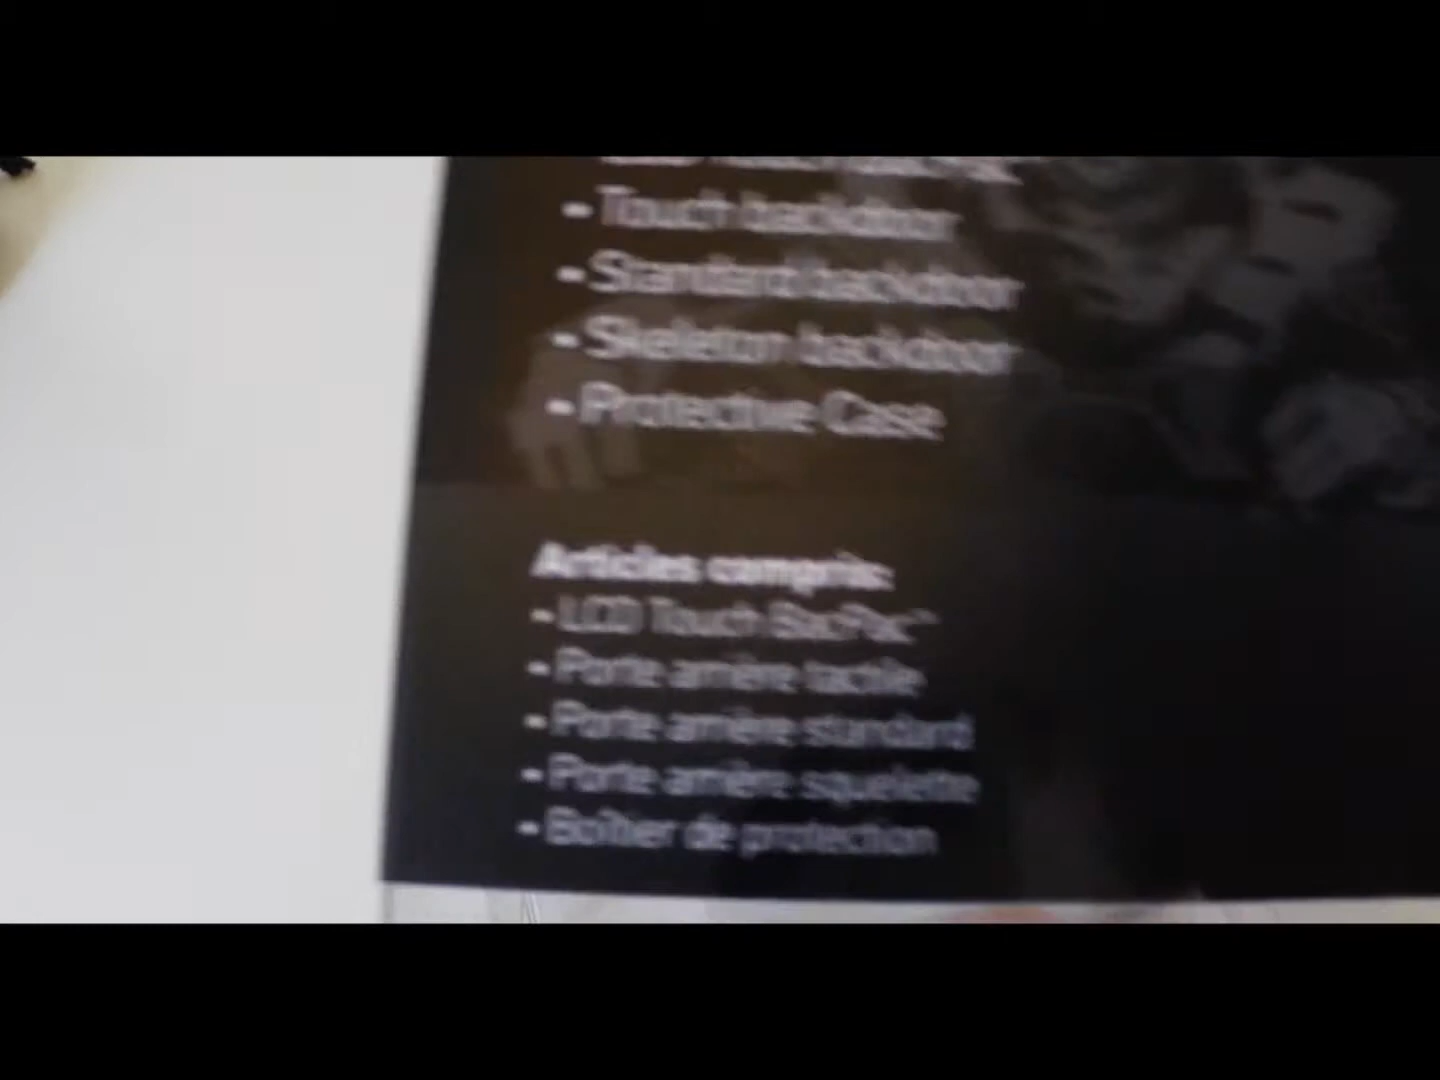 - Touch backdoor
- Standard backdoor
- Skeleton backdoor
- Protective Case
Articles compris:
- LCD Touch BacPac™
- Porte arrière tactile
- Porte arrière standard
- Porte arrière squelette
- Boîtier de protection